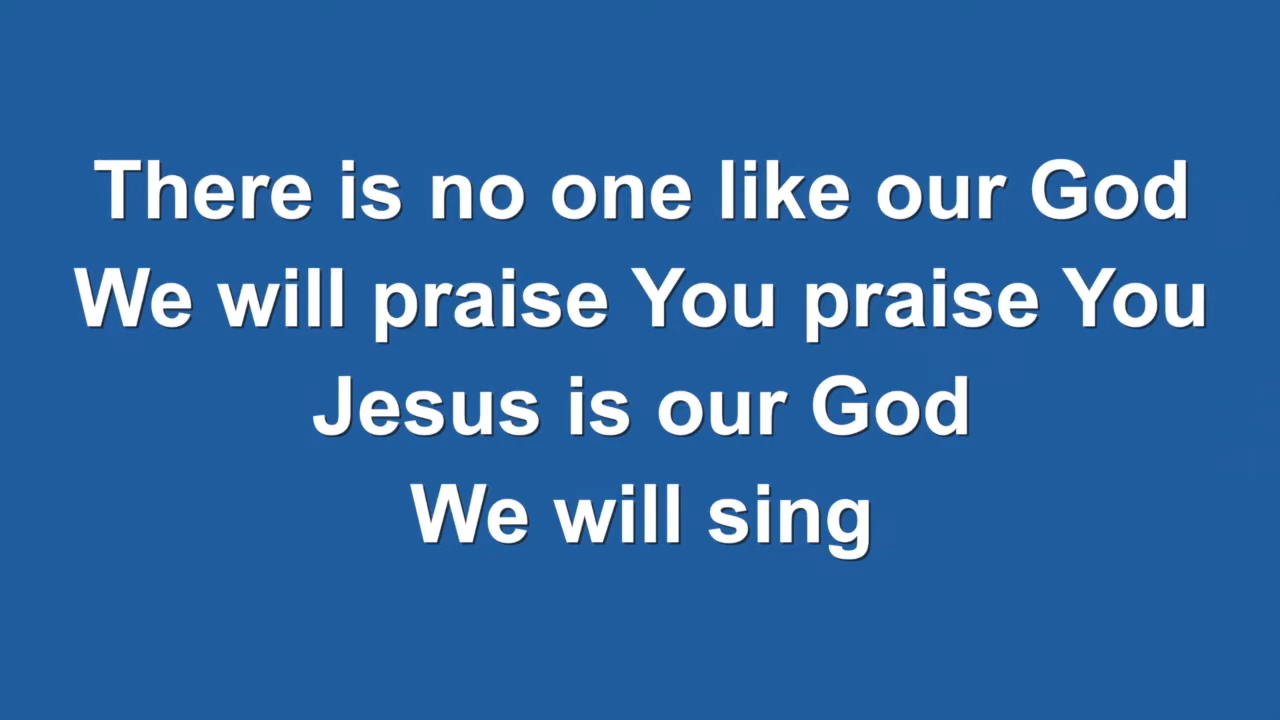 There is no one like our God
We will praise You praise You
Jesus is our God
We will sing